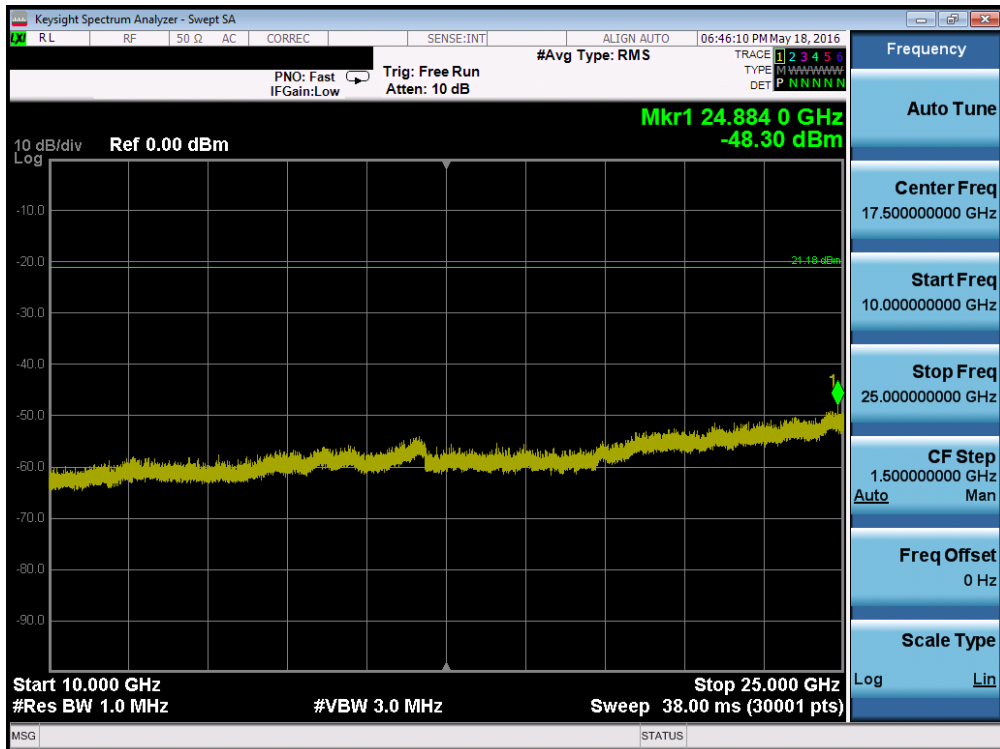 Keysight Spectrum Analyzer - Swept SA
LXI RL RF 50 Ω AC CORREC SENSE:INT ALIGN AUTO 06:46:10 PM May 18, 2016
Frequency
PNO: Fast
IFGain:Low
Trig: Free Run
Atten: 10 dB
#Avg Type: RMS
TRACE 1 2 3 4 5 6
TYPE M WWWWW
DET P N N N N N
Auto Tune
Mkr1 24.884 0 GHz
-48.30 dBm
10 dB/div
Log
Ref 0.00 dBm
-10.0
-20.0
-30.0
-40.0
-50.0
-60.0
-70.0
-80.0
-90.0
21.18 dBm
1
Start 10.000 GHz
Stop 25.000 GHz
#Res BW 1.0 MHz
#VBW 3.0 MHz
Sweep 38.00 ms (30001 pts)
Center Freq
17.500000000 GHz
Start Freq
10.000000000 GHz
Stop Freq
25.000000000 GHz
CF Step
1.500000000 GHz
Auto Man
Freq Offset
0 Hz
Scale Type
Log Lin
MSG STATUS